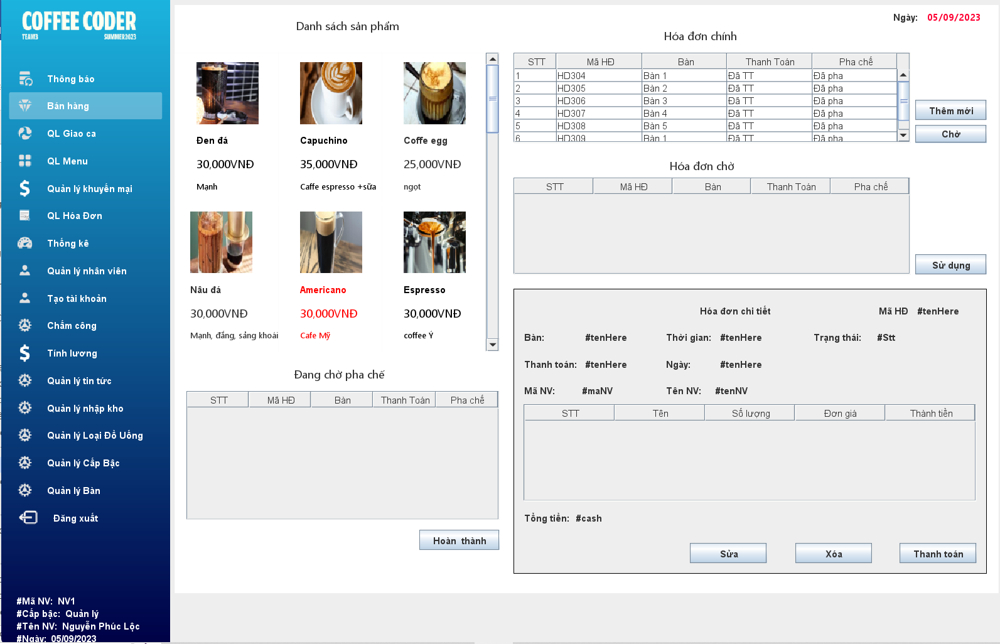 COFFEE CODER
TEAM3 SUMMER2023
Thông báo
Bán hàng
QL Giao ca
QL Menu
Quản lý khuyến mại
QL Hóa Đơn
Thống kê
Quản lý nhân viên
Tạo tài khoản
Chấm công
Tính lương
Quản lý tin tức
Quản lý nhập kho
Quản lý Loại Đồ Uống
Quản lý Cấp Bậc
Quản lý Bàn
Đăng xuất
#Mã NV: NV1
#Cấp bậc: Quản lý
#Tên NV: Nguyễn Phúc Lộc
#Ngày: 05/09/2023
Danh sách sản phẩm
Đen đá Capuchino Coffe egg
30,000VNĐ 35,000VNĐ 25,000VNĐ
Mạnh Caffe espresso +sữa ngọt
Nâu đá Americano Espresso
30,000VNĐ 30,000VNĐ 30,000VNĐ
Mạnh, đắng, sảng khoái Cafe Mỹ coffee Ý
Đang chờ pha chế
STT Mã HĐ Bàn Thanh Toán Pha chế
Hoàn thành
Ngày: 05/09/2023
Hóa đơn chính
STT Mã HĐ Bàn Thanh Toán Pha chế
1 HD304 Bàn 1 Đã TT Đã pha
2 HD305 Bàn 2 Đã TT Đã pha
3 HD306 Bàn 3 Đã TT Đã pha
4 HD307 Bàn 4 Đã TT Đã pha
5 HD308 Bàn 5 Đã TT Đã pha
6 HD309 Bàn 1 Đã TT Đã pha
Thêm mới
Chờ
Hóa đơn chờ
STT Mã HĐ Bàn Thanh Toán Pha chế
Sử dụng
Hóa đơn chi tiết Mã HĐ #tenHere
Bàn: #tenHere Thời gian: #tenHere Trạng thái: #Stt
Thanh toán: #tenHere Ngày: #tenHere
Mã NV: #maNV Tên NV: #tenNV
STT Tên Số lượng Đơn giá Thành tiền
Tổng tiền: #cash
Sửa Xóa Thanh toán